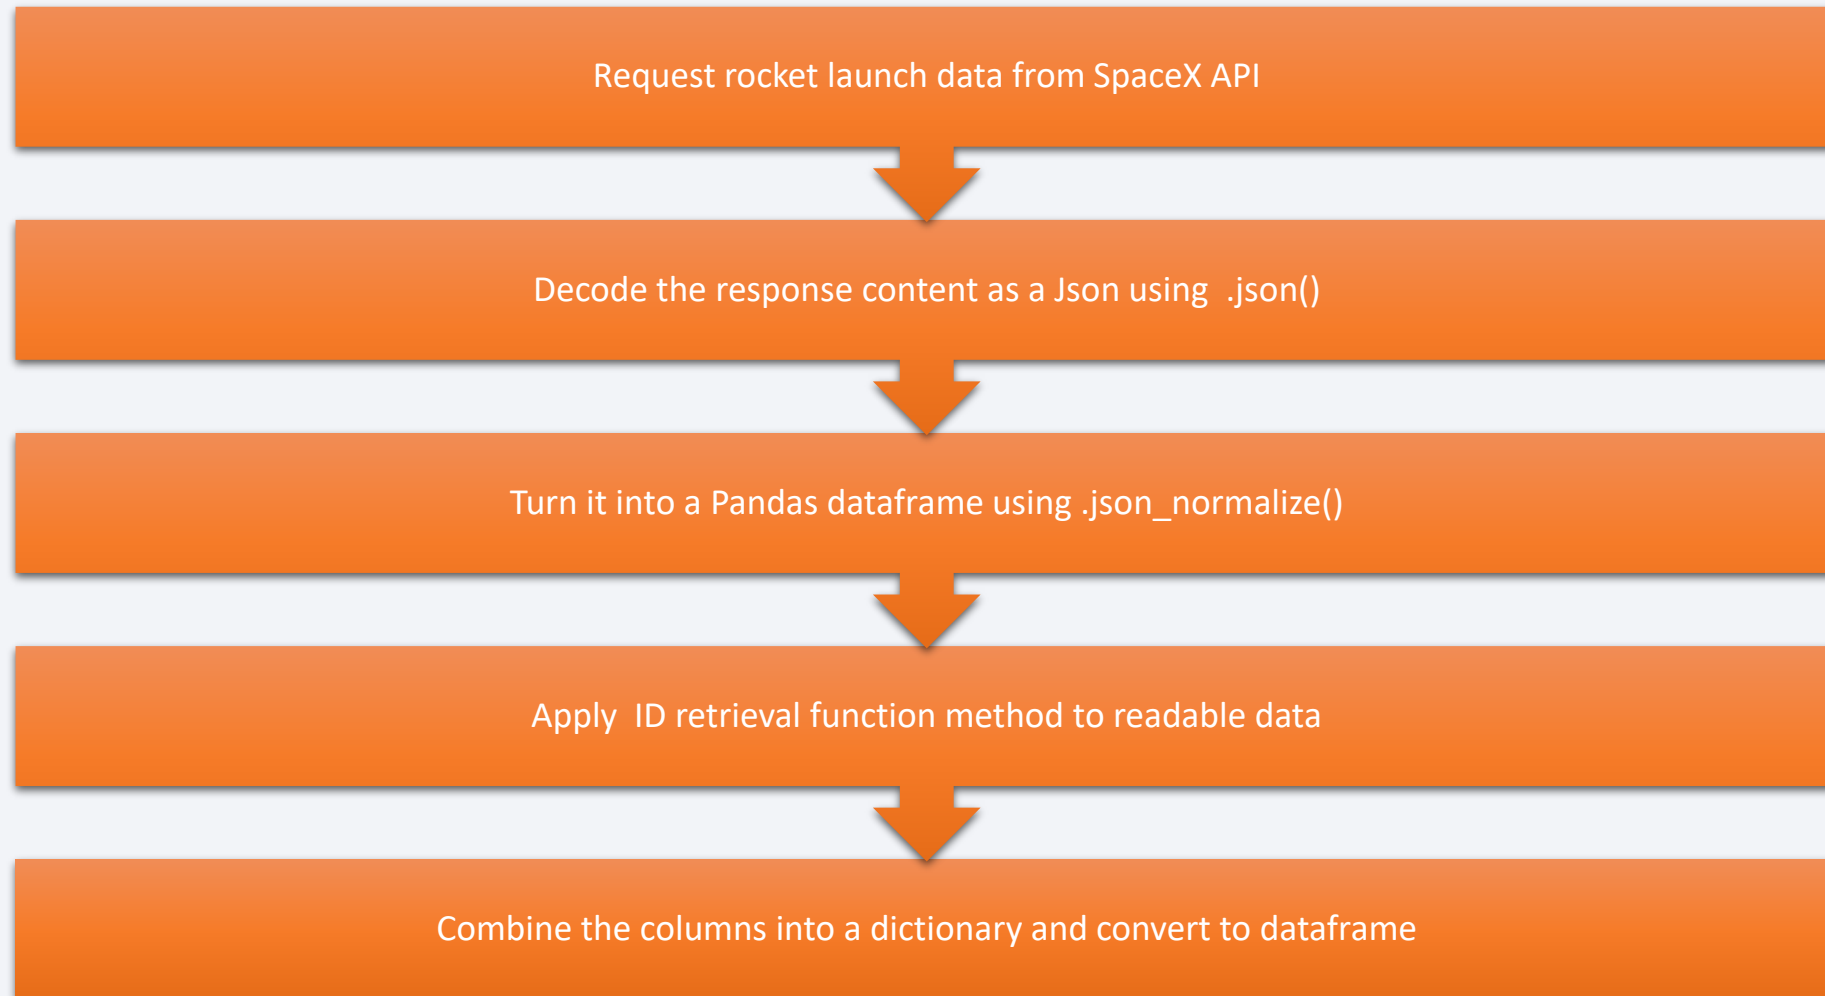 Request rocket launch data from SpaceX API
Decode the response content as a Json using  .json()
Turn it into a Pandas dataframe using .json_normalize()
Apply  ID retrieval function method to readable data
Combine the columns into a dictionary and convert to dataframe